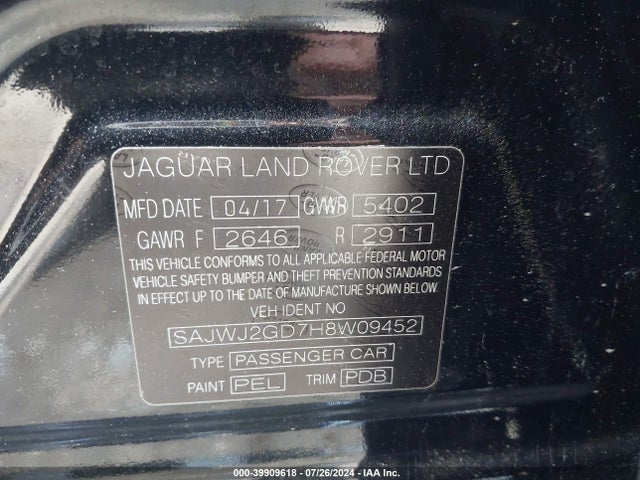 JAGUAR LAND ROVER LTD
MFD DATE 04/17 GVWR 5402
GAWR F 2646 R 2911
THIS VEHICLE CONFORMS TO ALL APPLICABLE FEDERAL MOTOR
VEHICLE SAFETY BUMPER AND THEFT PREVENTION STANDARDS
IN EFFECT UP TO DATE OF MANUFACTURE SHOWN BELOW.
VEH IDENT NO
SAJWJ2GD7H8W09452
TYPE PASSENGER CAR
PAINT PEL TRIM PDB
000-39909618 - 07/26/2024 - IAA Inc.